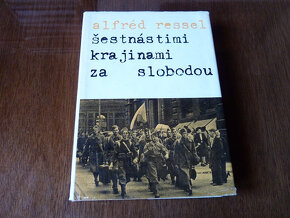 alfréd ressel
šestnástimi
krajinami
za slobodou